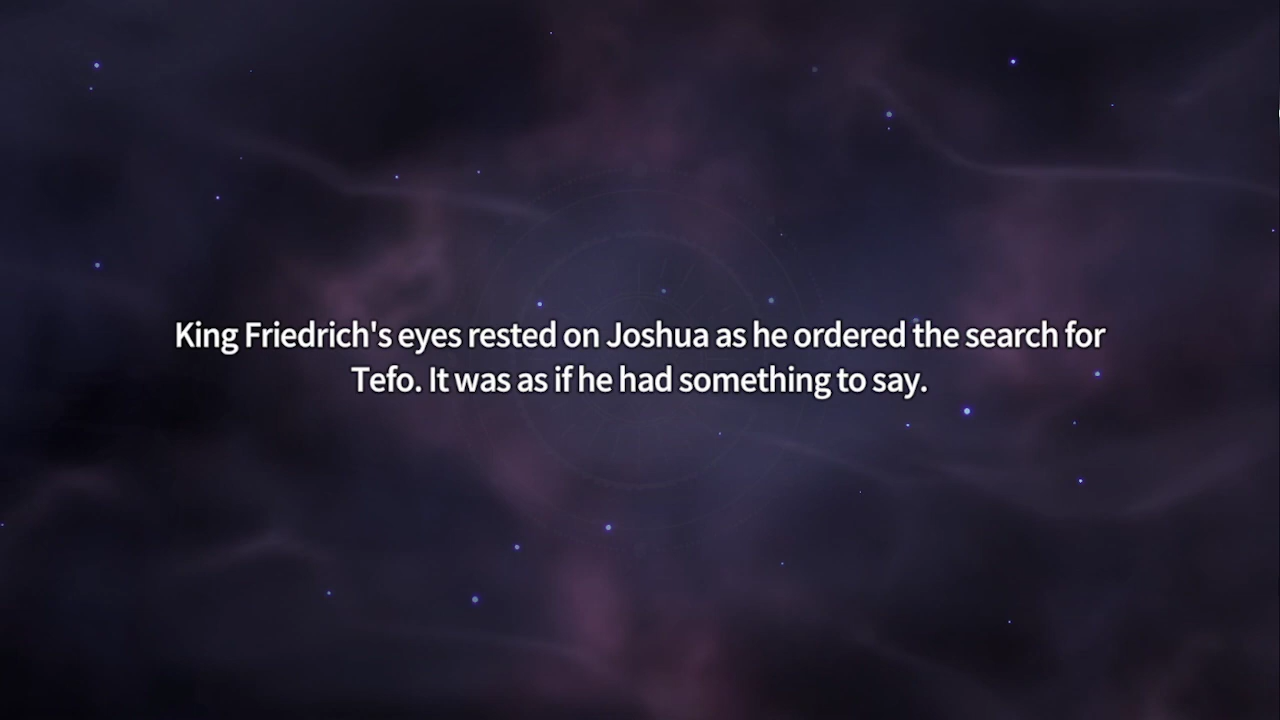 King Friedrich's eyes rested on Joshua as he ordered the search for
Tefo. It was as if he had something to say.